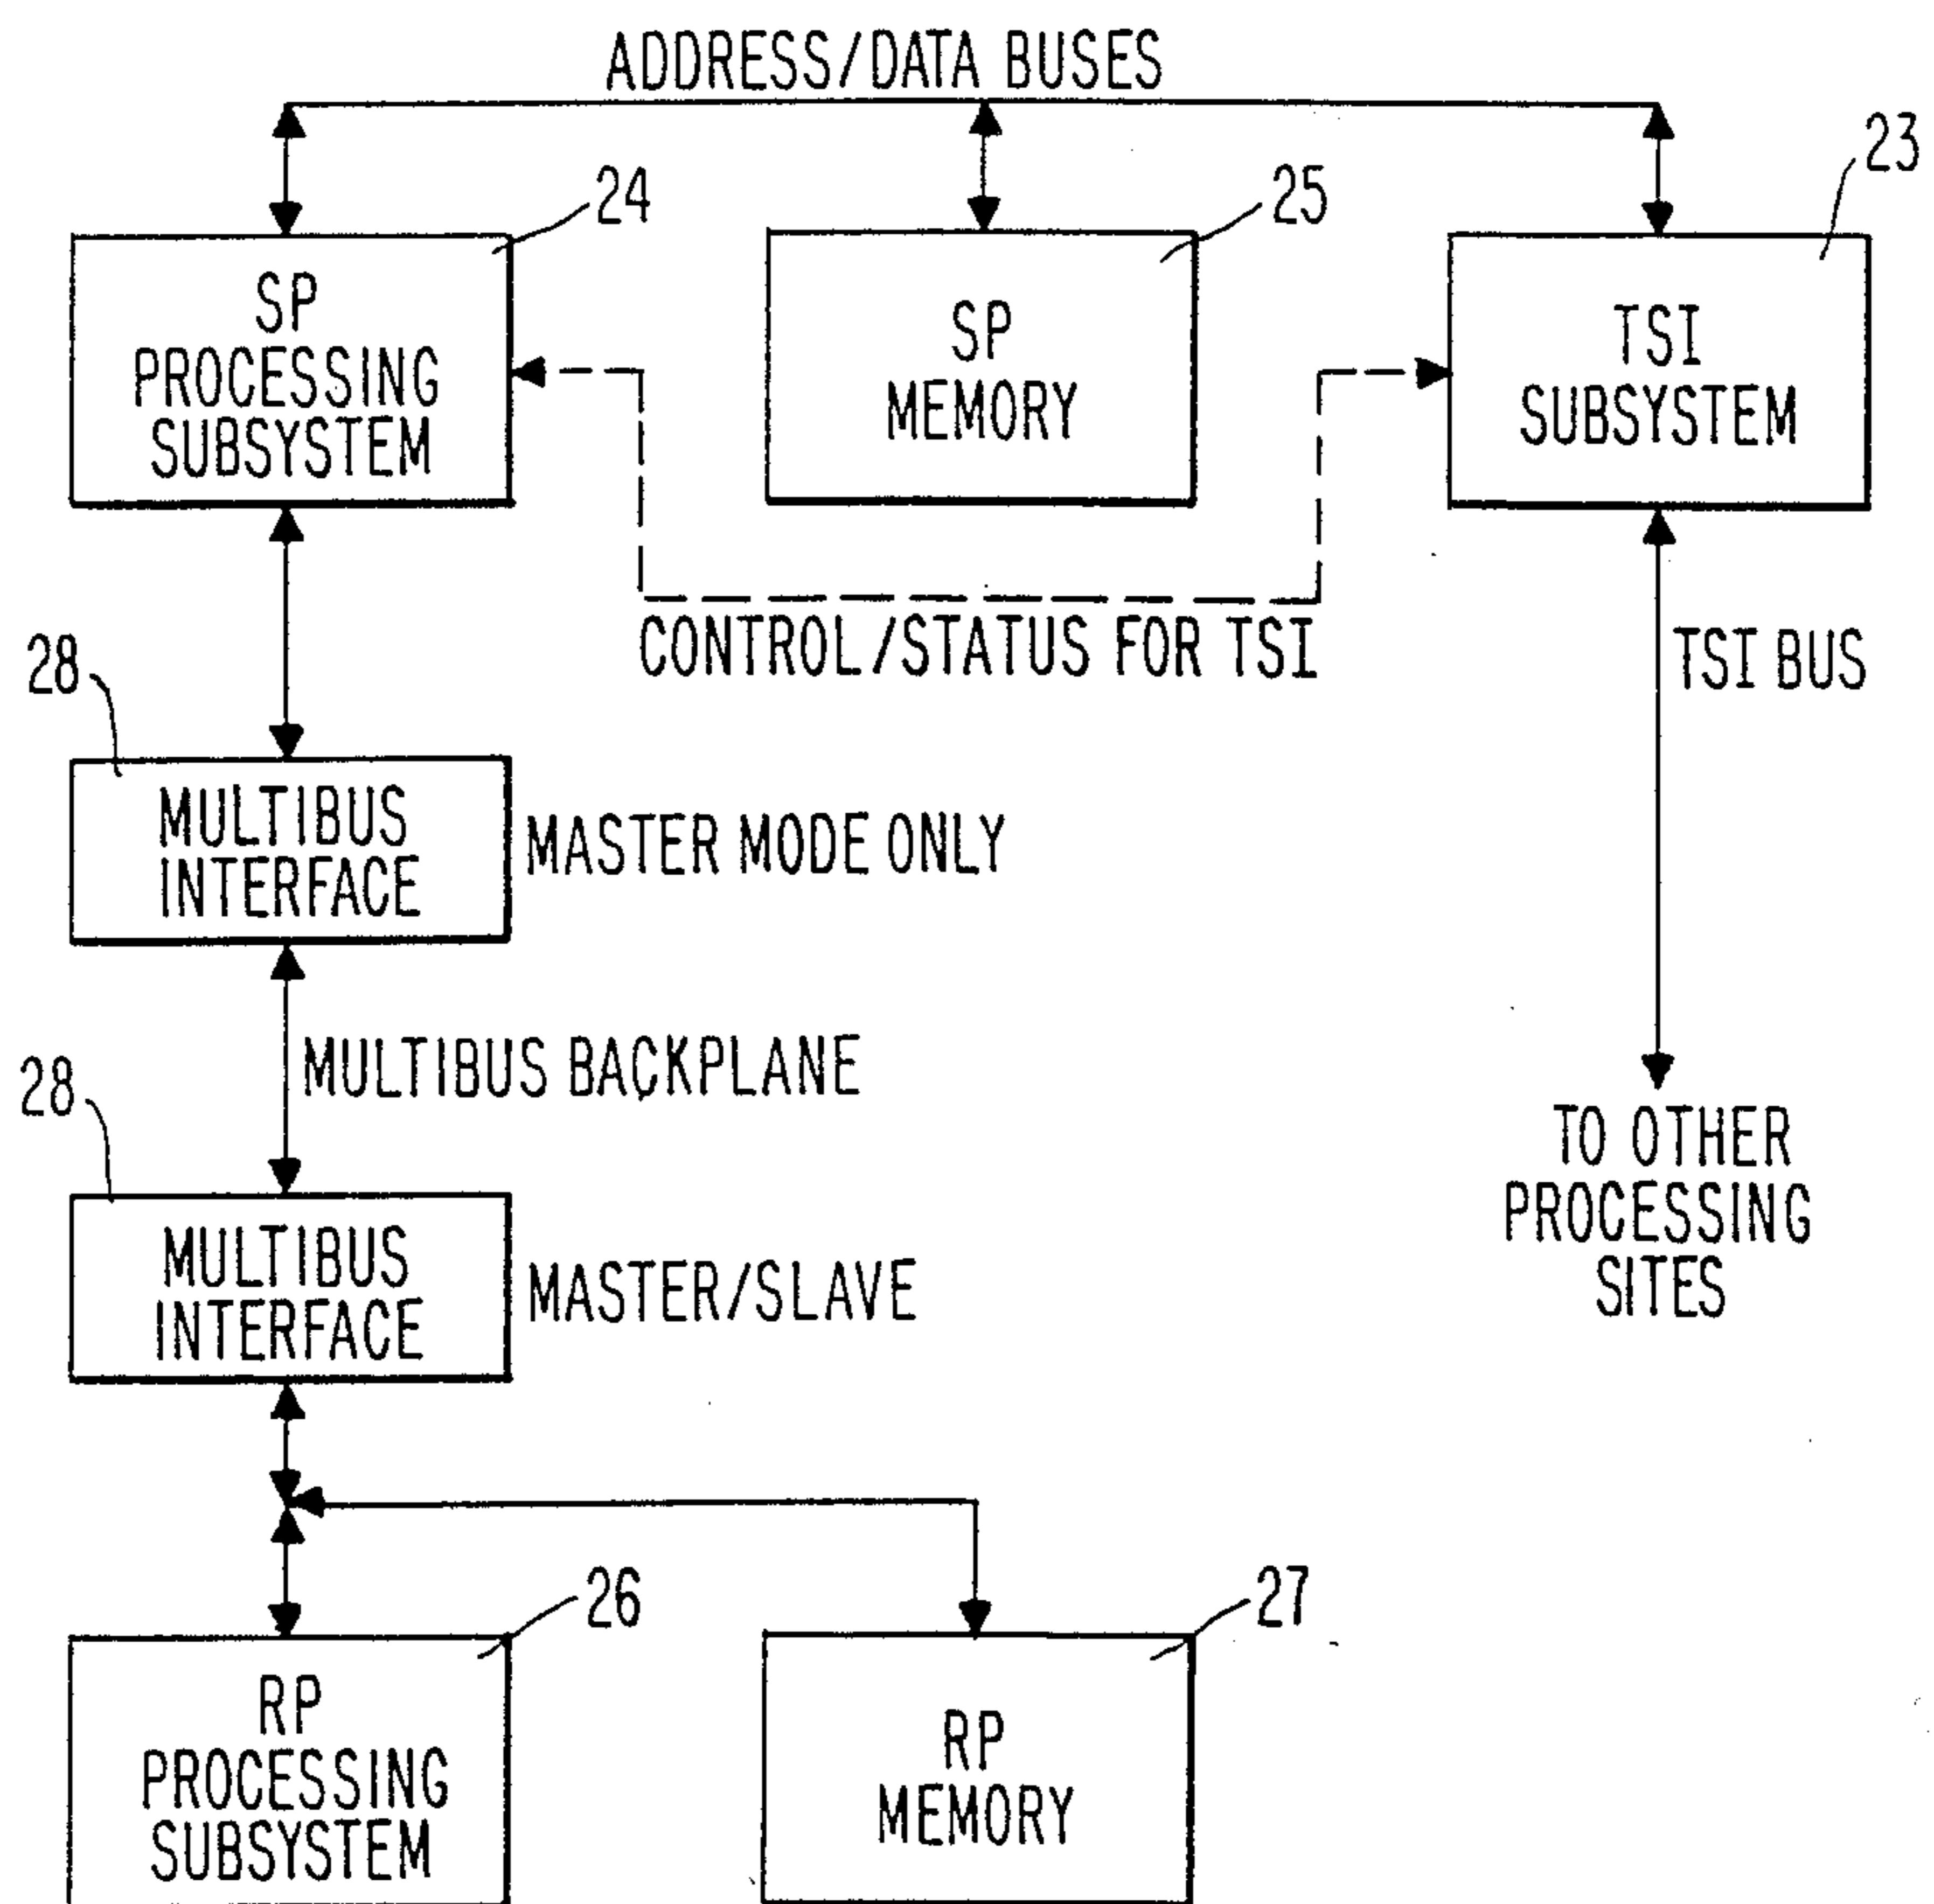 ADDRESS/DATA BUSES
23
24
25
SP
PROCESSING
SUBSYSTEM
SP
MEMORY
TSI
SUBSYSTEM
CONTROL/STATUS FOR TSI
TSI BUS
28
MULTIBUS
INTERFACE
MASTER MODE ONLY
MULTIBUS BACKPLANE
28
TO OTHER
PROCESSING
SITES
MULTIBUS
INTERFACE
MASTER/SLAVE
26
27
RP
PROCESSING
SUBSYSTEM
RP
MEMORY